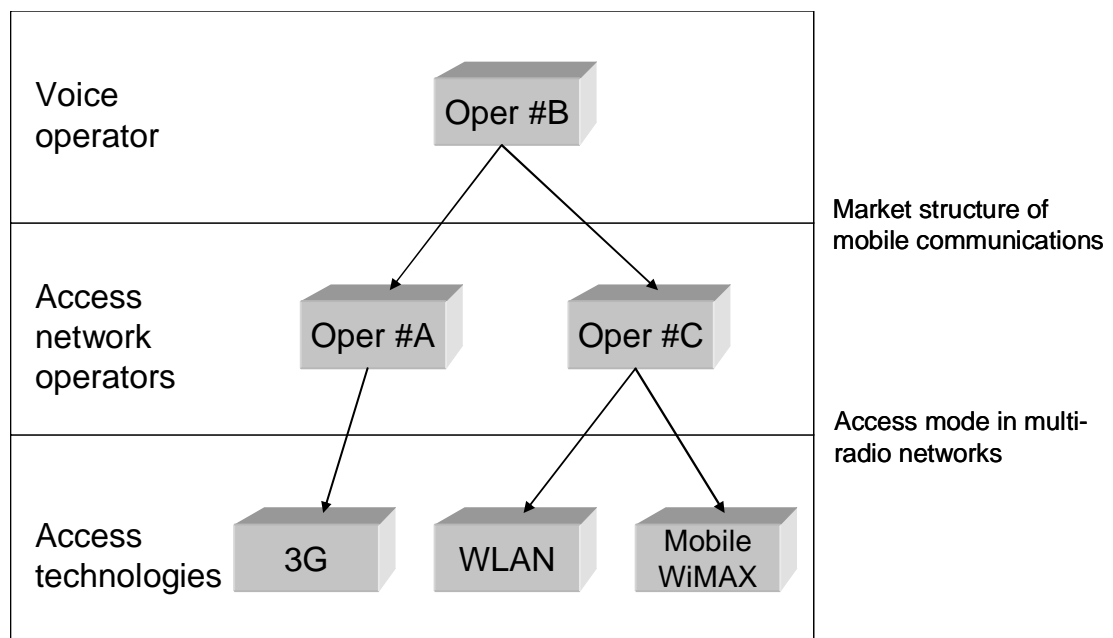 Voice
operator
Oper #B
Market structure of
mobile communications
Access
network
operators
Oper #A
Oper #C
Access mode in multi-
radio networks
Access
technologies
3G
WLAN
Mobile
WiMAX